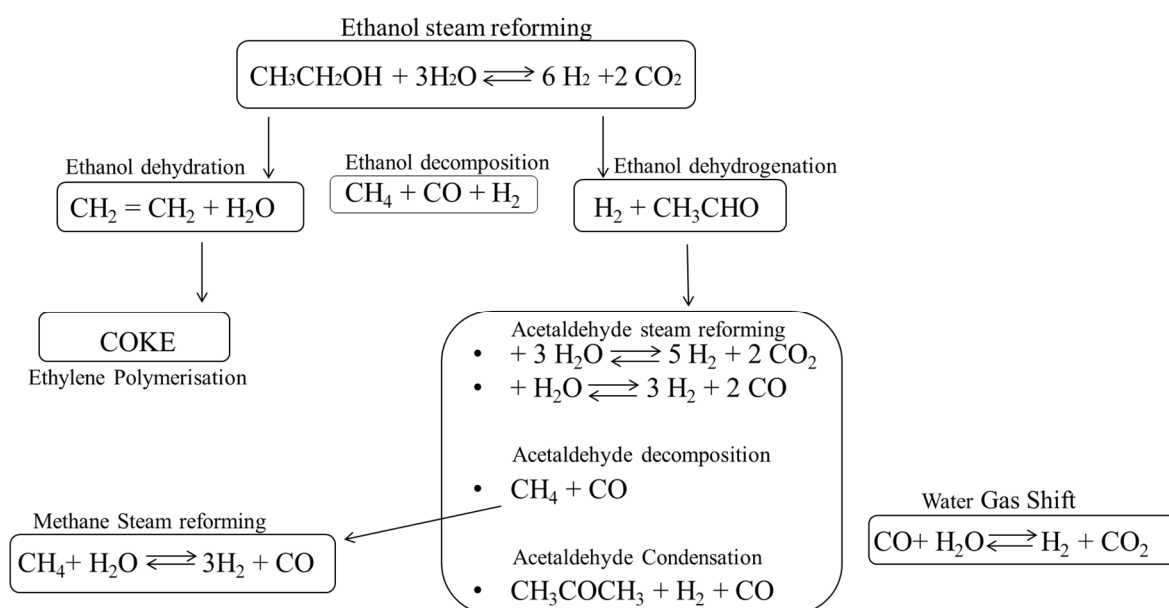 Ethanol steam reforming
CH3CH2OH + 3H2O ⇌ 6 H2 +2 CO2
Ethanol dehydration
CH2 = CH2 + H2O
Ethanol decomposition
CH4 + CO + H2
Ethanol dehydrogenation
H2 + CH3CHO
COKE
Ethylene Polymerisation
Acetaldehyde steam reforming
• + 3 H2O ⇌ 5 H2 + 2 CO2
• + H2O ⇌ 3 H2 + 2 CO
Acetaldehyde decomposition
• CH4 + CO
Acetaldehyde Condensation
• CH3COCH3 + H2 + CO
Methane Steam reforming
CH4+ H2O ⇌ 3H2 + CO
Water Gas Shift
CO+ H2O ⇌ H2 + CO2